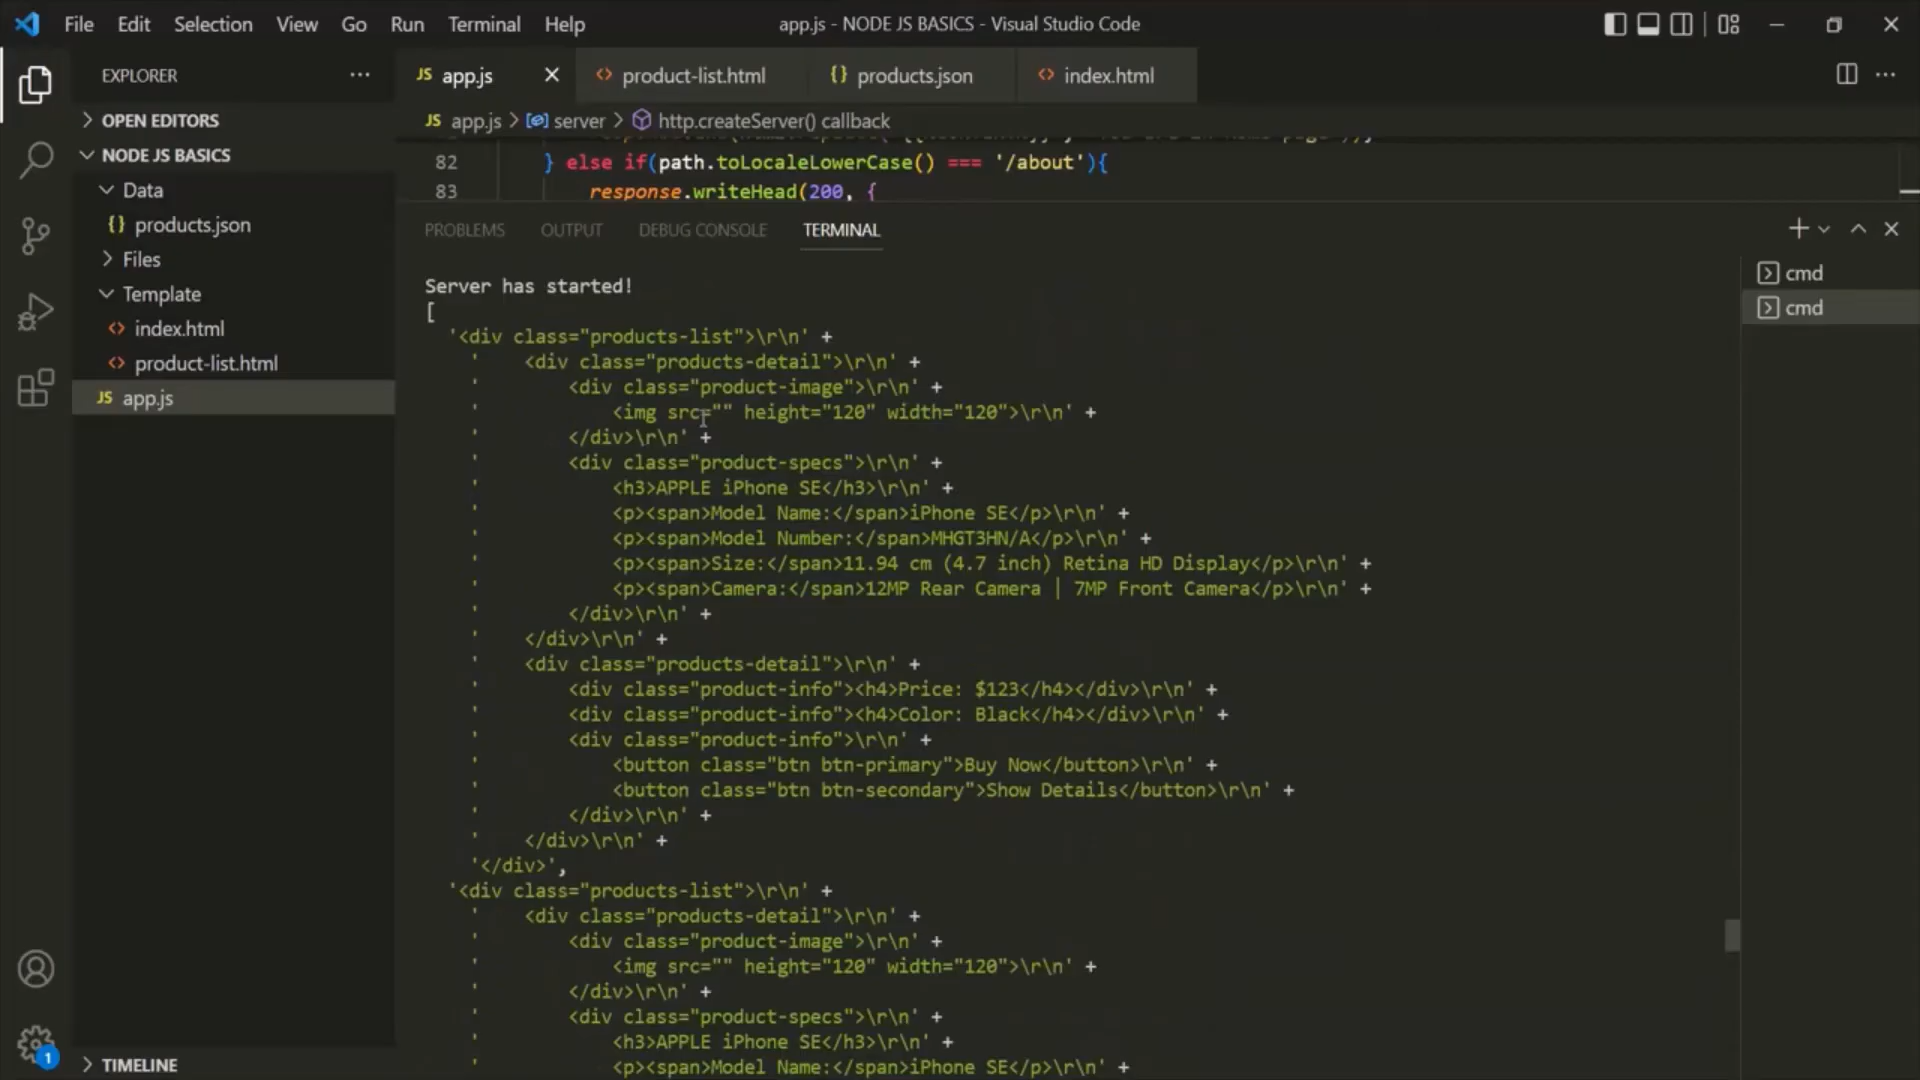 File Edit Selection View Go Run Terminal Help
app.js - NODE JS BASICS - Visual Studio Code
EXPLORER
OPEN EDITORS
NODE JS BASICS
Data
{} products.json
Files
Template
<> index.html
<> product-list.html
JS app.js
TIMELINE
1
JS app.js
<> product-list.html
{} products.json
<> index.html
JS app.js > server > http.createServer() callback
82 } else if(path.toLocaleLowerCase() === '/about'){
83 response.writeHead(200, {
PROBLEMS OUTPUT DEBUG CONSOLE TERMINAL
cmd
cmd
Server has started!
[
'<div class="products-list">\r\n' +
' <div class="products-detail">\r\n' +
' <div class="product-image">\r\n' +
' <img src="" height="120" width="120">\r\n' +
' </div>\r\n' +
' <div class="product-specs">\r\n' +
' <h3>APPLE iPhone SE</h3>\r\n' +
' <p><span>Model Name:</span>iPhone SE</p>\r\n' +
' <p><span>Model Number:</span>MHGT3HN/A</p>\r\n' +
' <p><span>Size:</span>11.94 cm (4.7 inch) Retina HD Display</p>\r\n' +
' <p><span>Camera:</span>12MP Rear Camera | 7MP Front Camera</p>\r\n' +
' </div>\r\n' +
' </div>\r\n' +
' <div class="products-detail">\r\n' +
' <div class="product-info"><h4>Price: $123</h4></div>\r\n' +
' <div class="product-info"><h4>Color: Black</h4></div>\r\n' +
' <div class="product-info">\r\n' +
' <button class="btn btn-primary">Buy Now</button>\r\n' +
' <button class="btn btn-secondary">Show Details</button>\r\n' +
' </div>\r\n' +
' </div>\r\n' +
'</div>',
'<div class="products-list">\r\n' +
' <div class="products-detail">\r\n' +
' <div class="product-image">\r\n' +
' <img src="" height="120" width="120">\r\n' +
' </div>\r\n' +
' <div class="product-specs">\r\n' +
' <h3>APPLE iPhone SE</h3>\r\n' +
' <p><span>Model Name:</span>iPhone SE</p>\r\n' +